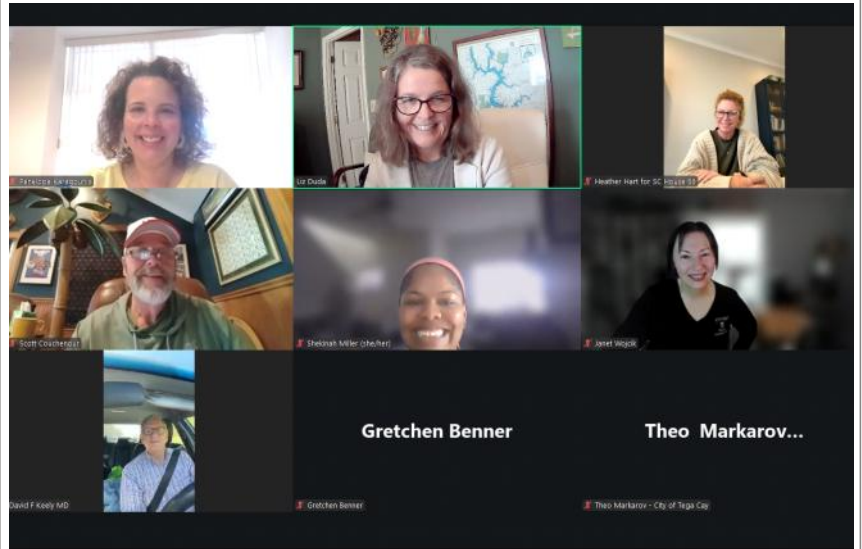 Penelope Karagounis
Liz Duda
Heather Hart for SC House 66
Scott Couchenour
Shekinah Miller (she/her)
Janet Wojcik
David F Keely MD
Gretchen Benner
Theo Markarov...
Gretchen Benner
Theo Markarov - City of Tega Cay